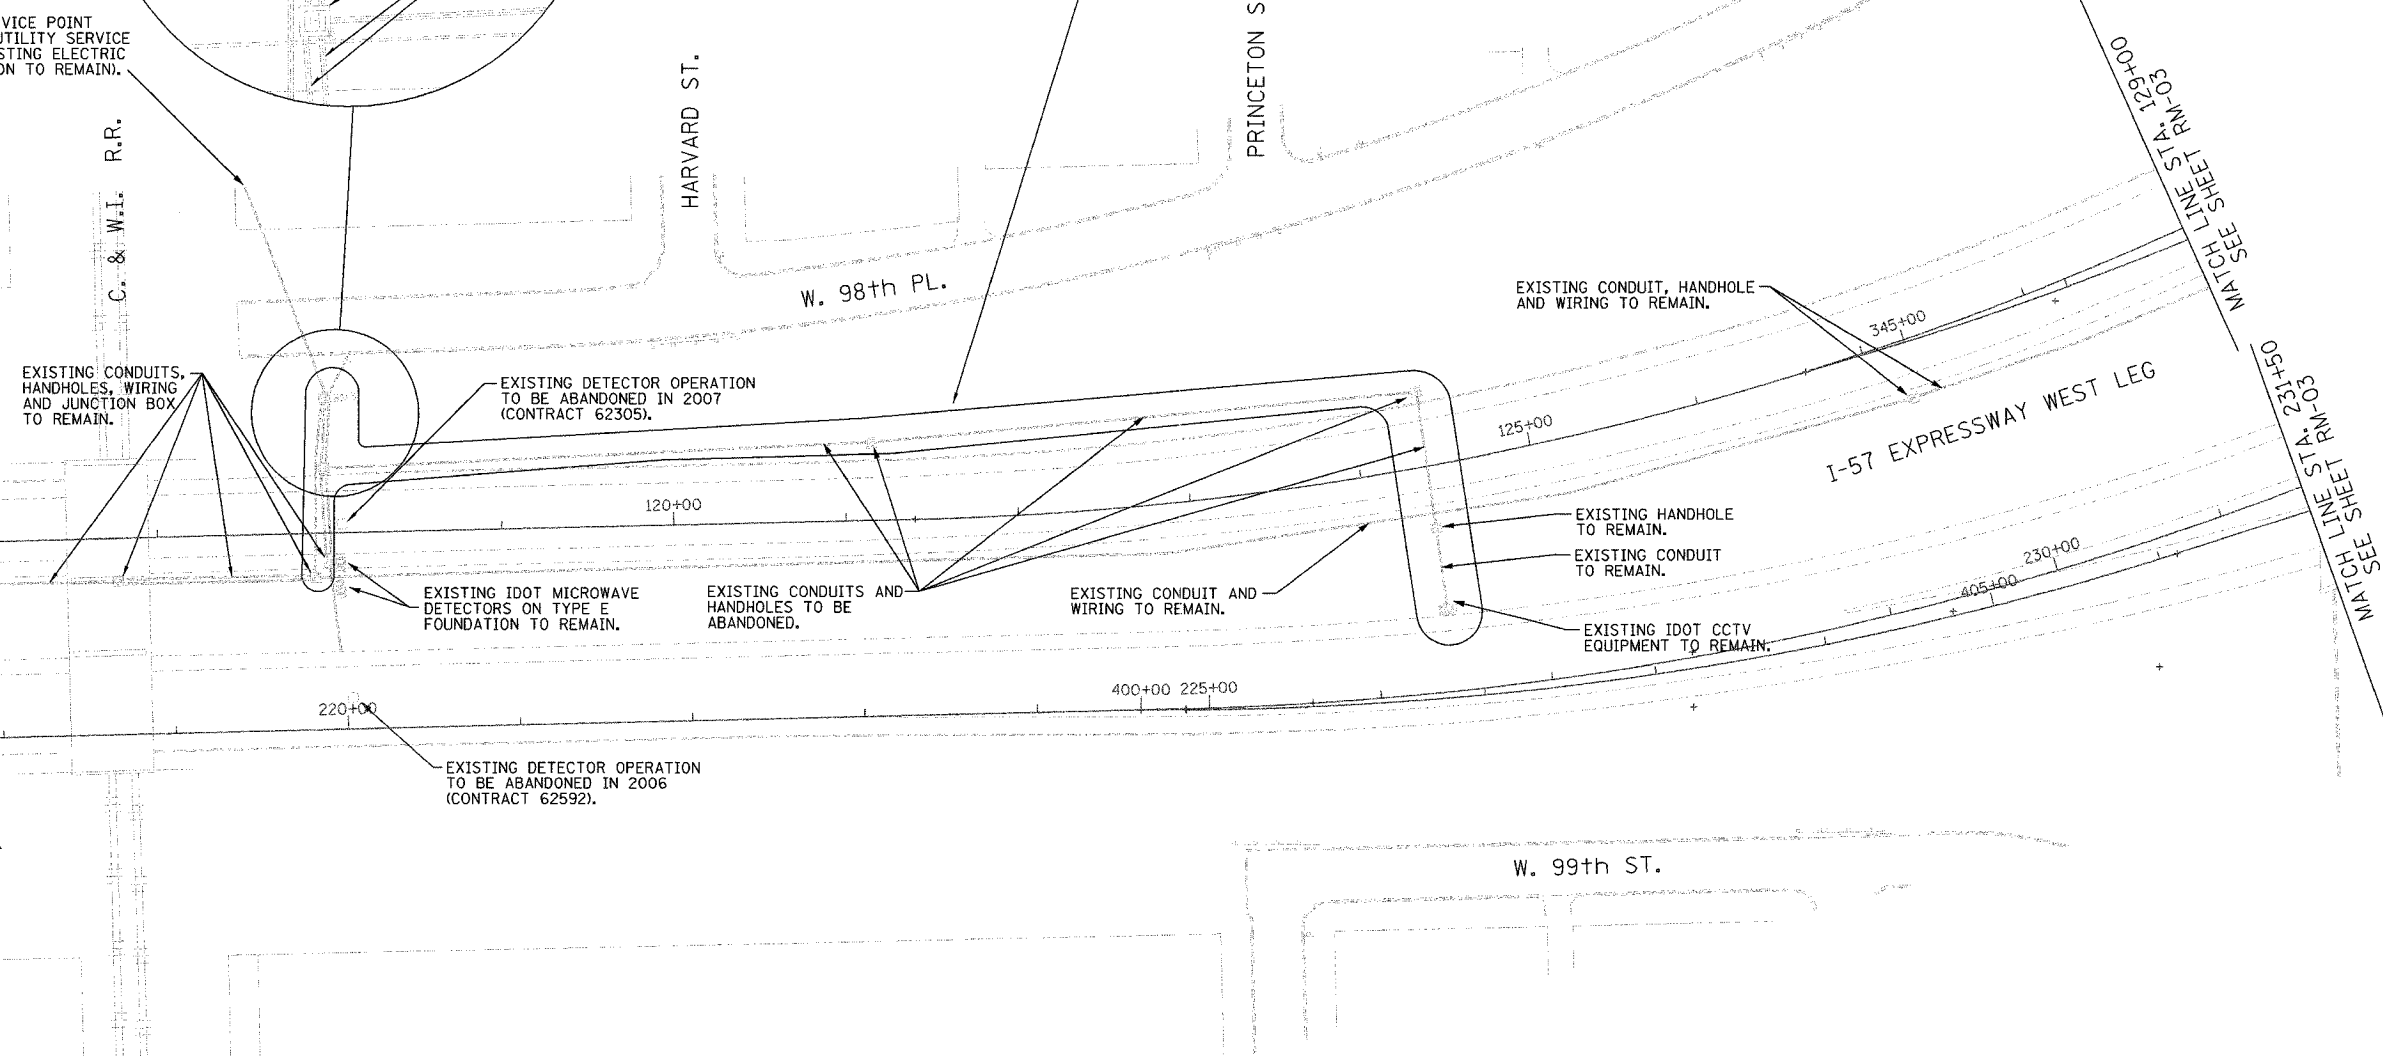 VICE POINT
UTILITY SERVICE
STING ELECTRIC
ON TO REMAIN).
C. & W.I. R.R.
HARVARD ST.
PRINCETON S
W. 98th PL.
MATCH LINE STA. 129+00
SEE SHEET RM-03
EXISTING CONDUIT, HANDHOLE
AND WIRING TO REMAIN.
345+00
EXISTING CONDUITS,
HANDHOLES, WIRING
AND JUNCTION BOX
TO REMAIN.
EXISTING DETECTOR OPERATION
TO BE ABANDONED IN 2007
(CONTRACT 62305).
125+00
I-57 EXPRESSWAY WEST LEG
MATCH LINE STA. 231+50
SEE SHEET RM-03
120+00
EXISTING HANDHOLE
TO REMAIN.
EXISTING CONDUIT
TO REMAIN.
230+00
405+00
EXISTING IDOT MICROWAVE
DETECTORS ON TYPE E
FOUNDATION TO REMAIN.
EXISTING CONDUITS AND
HANDHOLES TO BE
ABANDONED.
EXISTING CONDUIT AND
WIRING TO REMAIN.
EXISTING IDOT CCTV
EQUIPMENT TO REMAIN.
220+00
400+00 225+00
EXISTING DETECTOR OPERATION
TO BE ABANDONED IN 2006
(CONTRACT 62592).
W. 99th ST.